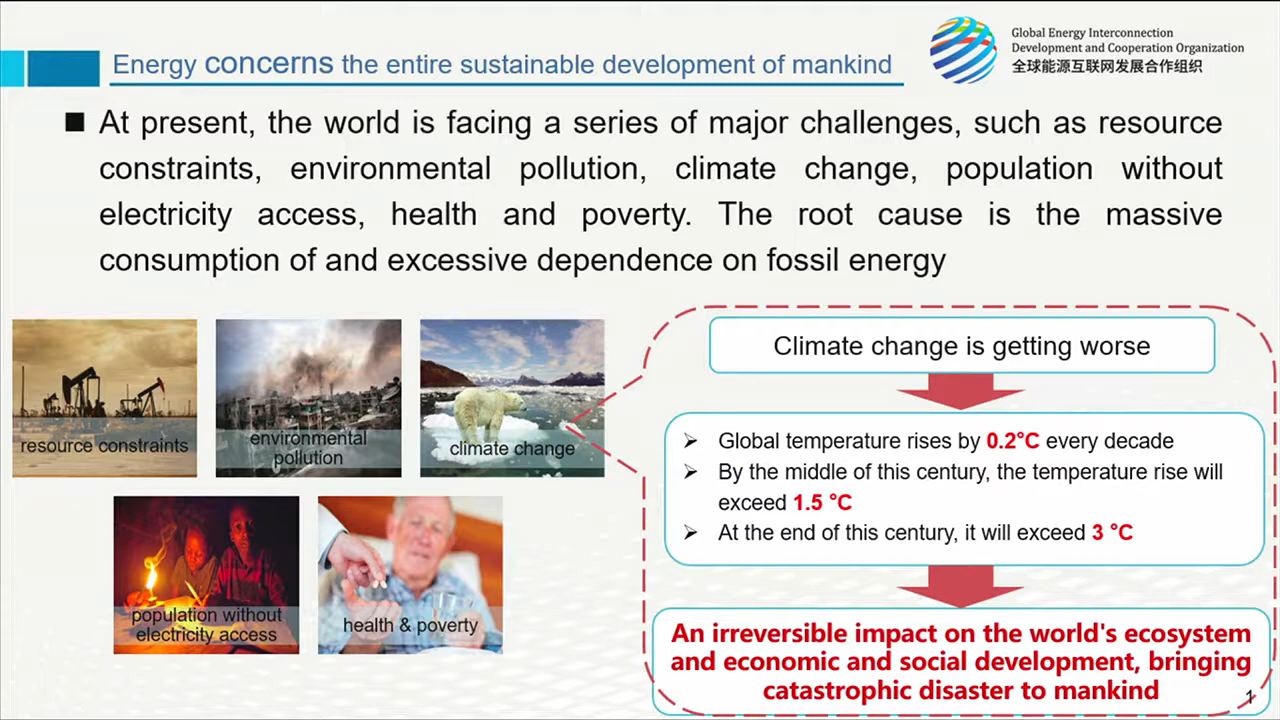 Energy concerns the entire sustainable development of mankind
Global Energy Interconnection
Development and Cooperation Organization
全球能源互联网发展合作组织
■ At present, the world is facing a series of major challenges, such as resource
constraints, environmental pollution, climate change, population without
electricity access, health and poverty. The root cause is the massive
consumption of and excessive dependence on fossil energy
resource constraints
environmental
pollution
climate change
population without
electricity access
health & poverty
Climate change is getting worse
➢ Global temperature rises by 0.2°C every decade
➢ By the middle of this century, the temperature rise will
exceed 1.5 °C
➢ At the end of this century, it will exceed 3 °C
An irreversible impact on the world's ecosystem
and economic and social development, bringing
catastrophic disaster to mankind
1